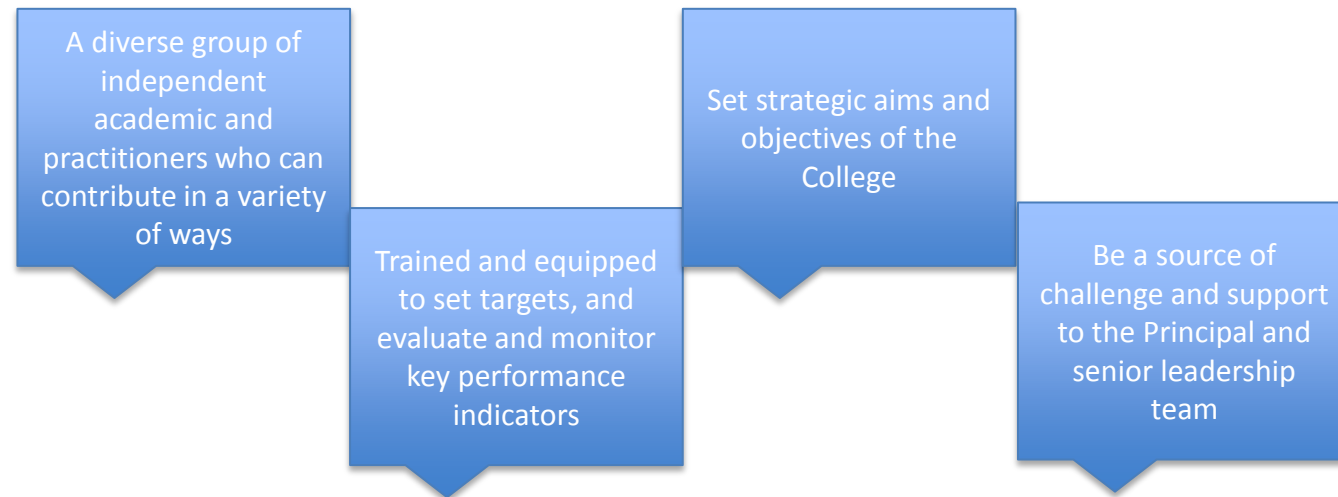 A diverse group of
independent
academic and
practitioners who can
contribute in a variety
of ways
Trained and equipped
to set targets, and
evaluate and monitor
key performance
indicators
Set strategic aims and
objectives of the
College
Be a source of
challenge and support
to the Principal and
senior leadership
team